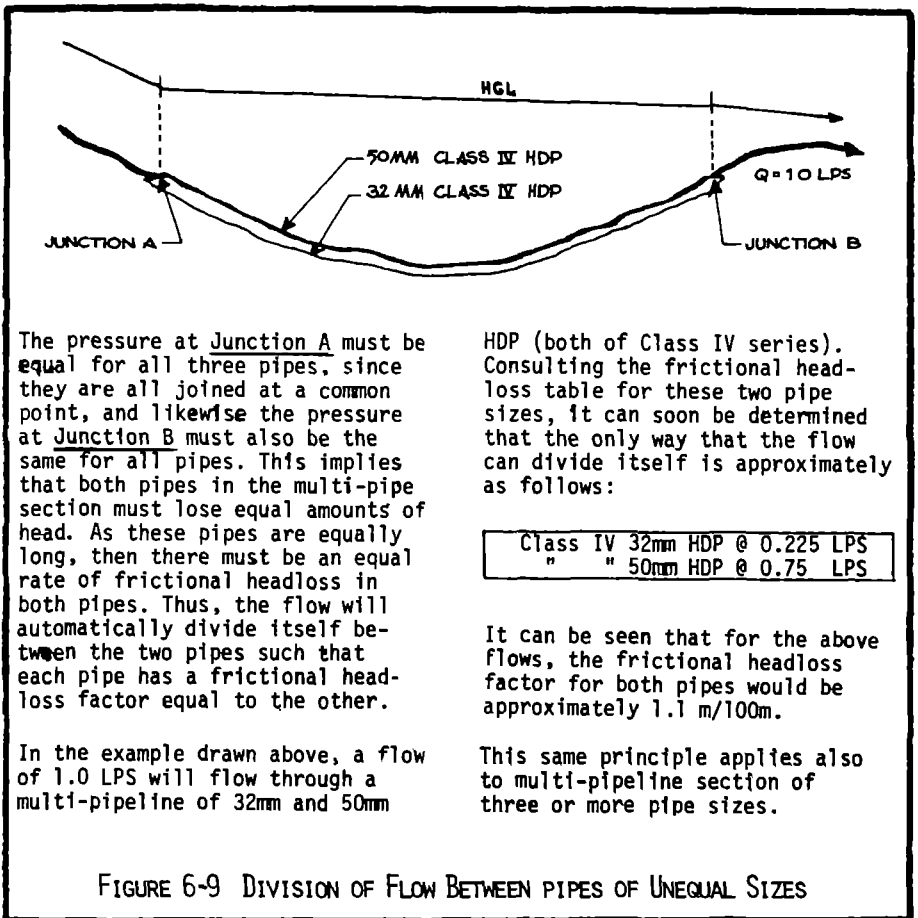 HGL
50MM CLASS IV HDP
32 MM CLASS IV HDP
Q=10 LPS
JUNCTION A
JUNCTION B
The pressure at Junction A must be
equal for all three pipes, since
they are all joined at a common
point, and likewise the pressure
at Junction B must also be the
same for all pipes. This implies
that both pipes in the multi-pipe
section must lose equal amounts of
head. As these pipes are equally
long, then there must be an equal
rate of frictional headloss in
both pipes. Thus, the flow will
automatically divide itself be-
tween the two pipes such that
each pipe has a frictional head-
loss factor equal to the other.
In the example drawn above, a flow
of 1.0 LPS will flow through a
multi-pipeline of 32mm and 50mm
HDP (both of Class IV series).
Consulting the frictional head-
loss table for these two pipe
sizes, it can soon be determined
that the only way that the flow
can divide itself is approximately
as follows:
Class IV 32mm HDP @ 0.225 LPS
" " 50mm HDP @ 0.75 LPS
It can be seen that for the above
flows, the frictional headloss
factor for both pipes would be
approximately 1.1 m/100m.
This same principle applies also
to multi-pipeline section of
three or more pipe sizes.
FIGURE 6-9 DIVISION OF FLOW BETWEEN PIPES OF UNEQUAL SIZES